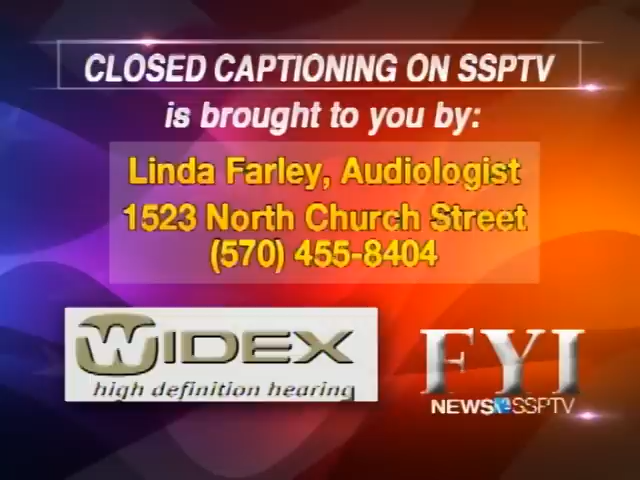 CLOSED CAPTIONING ON SSPTV
is brought to you by:
Linda Farley, Audiologist
1523 North Church Street
(570) 455-8404
WIDEX
high definition hearing
FYI
NEWS SSPTV